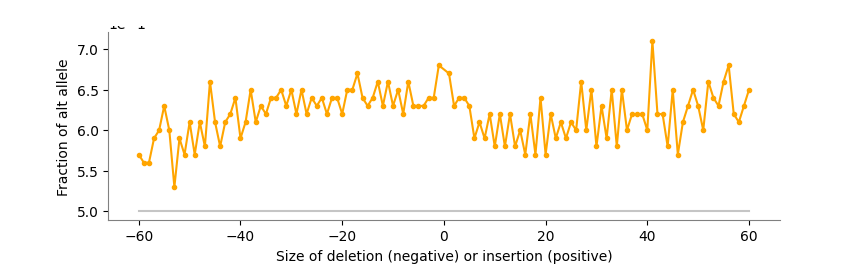 7.0
6.5
6.0
5.5
5.0
Fraction of alt allele
−60 −40 −20 0 20 40 60
Size of deletion (negative) or insertion (positive)